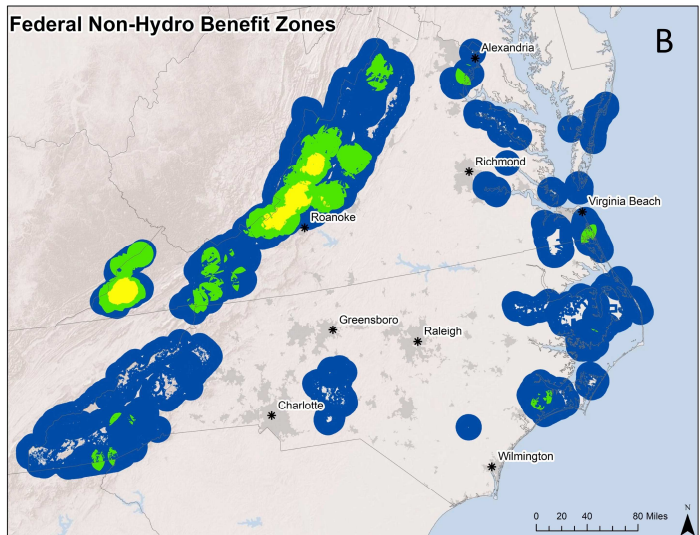 Federal Non-Hydro Benefit Zones
B
Alexandria
Richmond
Virginia Beach
Roanoke
Greensboro
Raleigh
Charlotte
Wilmington
N
0 20 40 80 Miles